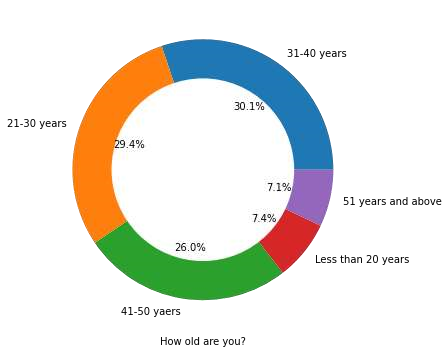 31-40 years
30.1%
21-30 years
29.4%
7.1%
51 years and above
7.4%
26.0%
Less than 20 years
41-50 yaers
How old are you?